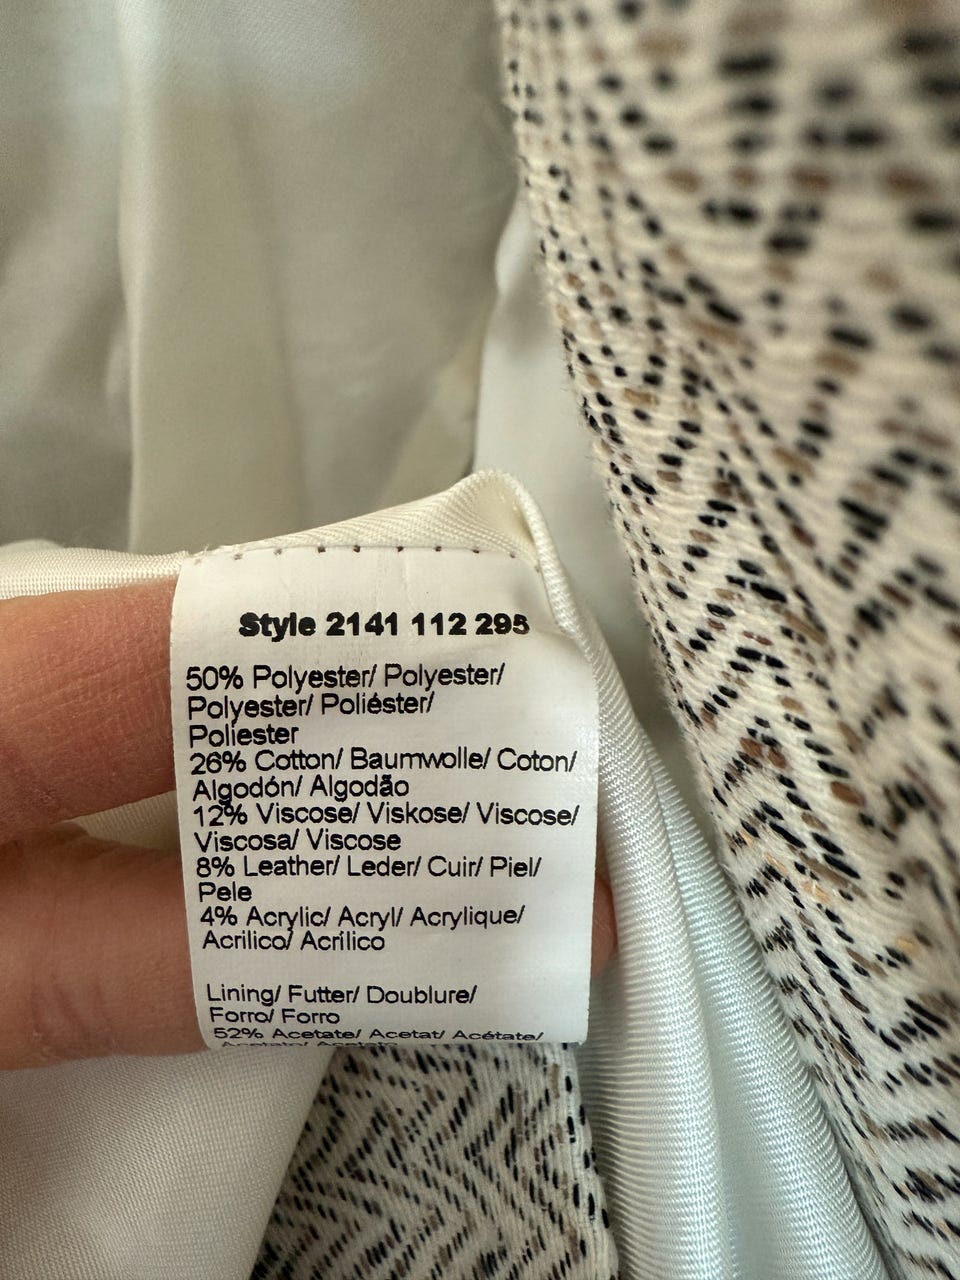 Style 2141 112 295
50% Polyester/ Polyester/
Polyester/ Poliéster/
Poliester
26% Cotton/ Baumwolle/ Coton/
Algodón/ Algodão
12% Viscose/ Viskose/ Viscose/
Viscosa/ Viscose
8% Leather/ Leder/ Cuir/ Piel/
Pele
4% Acrylic/ Acryl/ Acrylique/
Acrilico/ Acrílico
Lining/ Futter/ Doublure/
Forro/ Forro
52% Acetate/ Acetat/ Acétate/